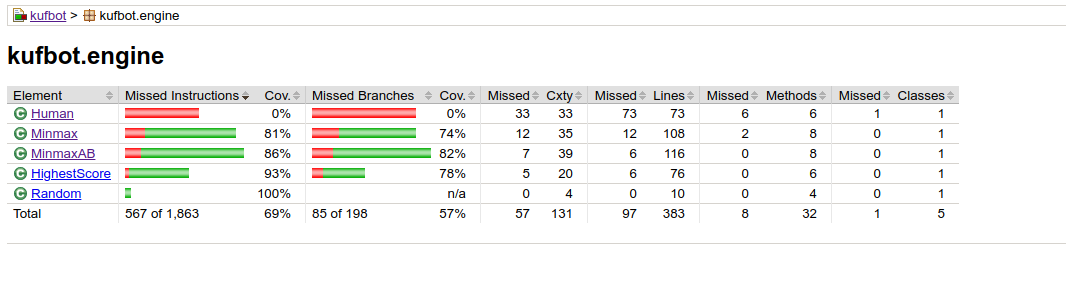 kufbot > kufbot.engine
kufbot.engine
Element Missed Instructions Cov. Missed Branches Cov. Missed Cxty Missed Lines Missed Methods Missed Classes
Human 0% 0% 33 33 73 73 6 6 1 1
Minmax 81% 74% 12 35 12 108 2 8 0 1
MinmaxAB 86% 82% 7 39 6 116 0 8 0 1
HighestScore 93% 78% 5 20 6 76 0 6 0 1
Random 100% n/a 0 4 0 10 0 4 0 1
Total 567 of 1,863 69% 85 of 198 57% 57 131 97 383 8 32 1 5